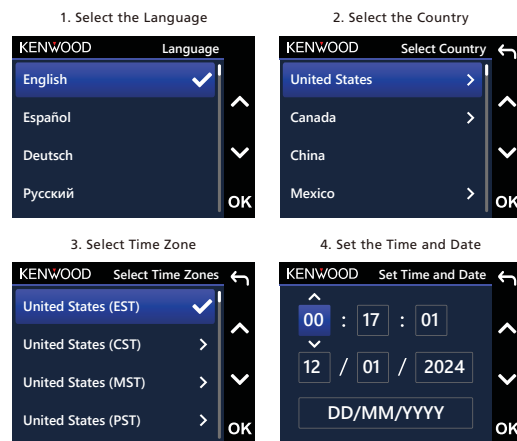 1. Select the Language
KENWOOD Language
English
Español
Deutsch
Русский
OK
2. Select the Country
KENWOOD Select Country
United States
Canada
China
Mexico
OK
3. Select Time Zone
KENWOOD Select Time Zones
United States (EST)
United States (CST)
United States (MST)
United States (PST)
OK
4. Set the Time and Date
KENWOOD Set Time and Date
00 : 17 : 01
12 / 01 / 2024
DD/MM/YYYY
OK